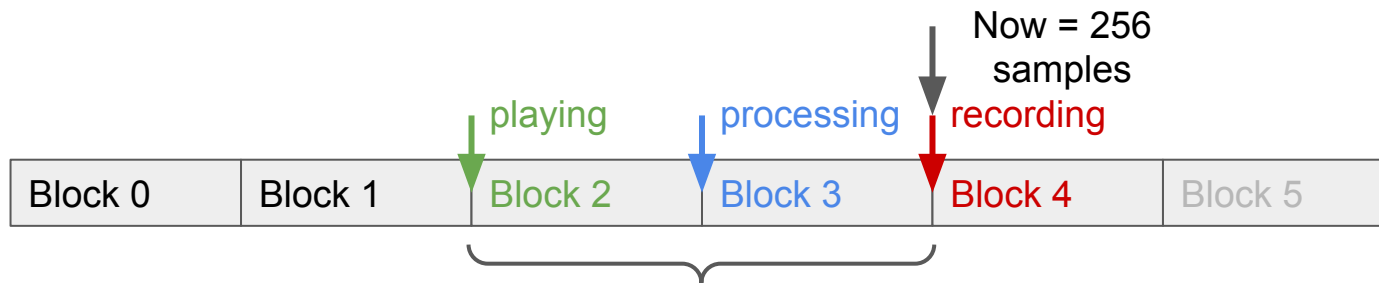 Now = 256
samples
playing
processing
recording
Block 0
Block 1
Block 2
Block 3
Block 4
Block 5